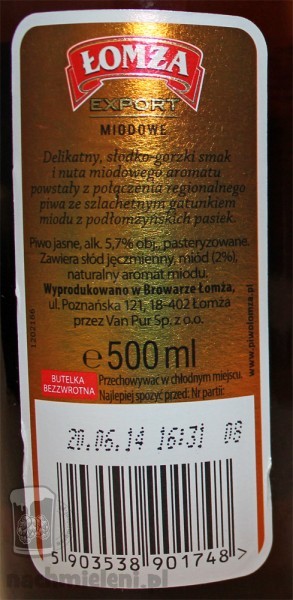 ŁOMŻA
EXPORT
MIODOWE
Delikatny, słodko-gorzki smak
i nuta miodowego aromatu
powstały z połączenia regionalnego
piwa ze szlachetnym gatunkiem
miodu z podłomżyńskich pasiek.
Piwo jasne, alk. 5,7% obj., pasteryzowane.
Zawiera słód jęczmienny, miód (2%),
naturalny aromat miodu.
Wyprodukowano w Browarze Łomża,
ul. Poznańska 121, 18-402 Łomża
przez Van Pur Sp. z o.o.
www.piwolomza.pl
1202166
e 500 ml
BUTELKA
BEZZWROTNA
Przechowywać w chłodnym miejscu.
Najlepiej spożyć przed: Nr partii:
20.06.14 16:31 08
5 903538 901748 >
nachmieleni.pl